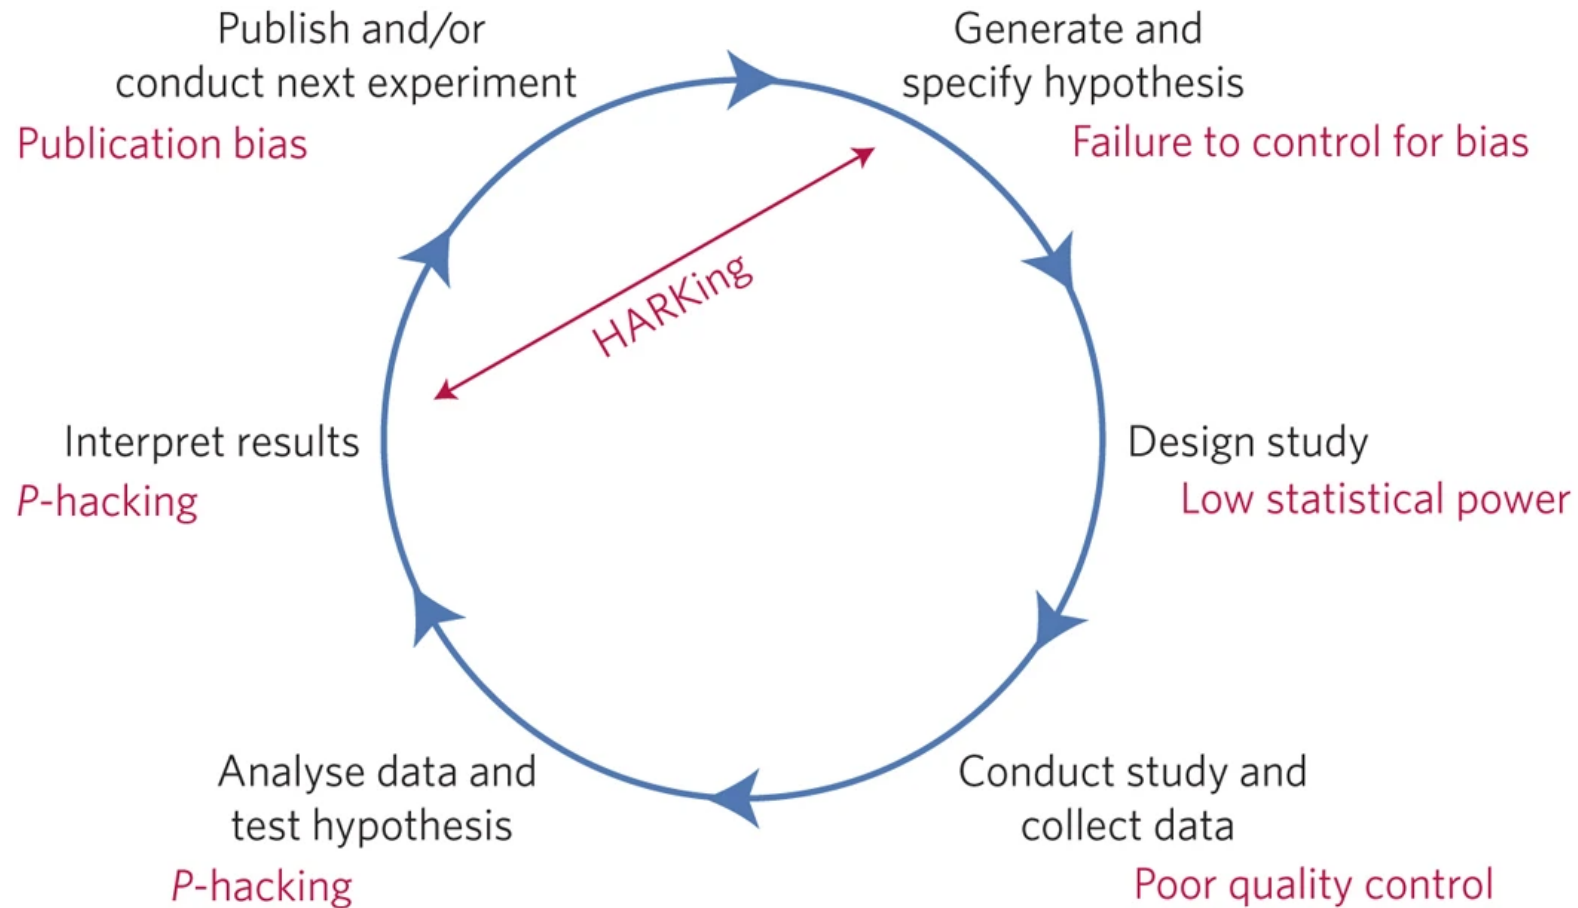 Publish and/or
conduct next experiment
Publication bias
Generate and
specify hypothesis
Failure to control for bias
HARKing
Interpret results
P-hacking
Design study
Low statistical power
Analyse data and
test hypothesis
P-hacking
Conduct study and
collect data
Poor quality control